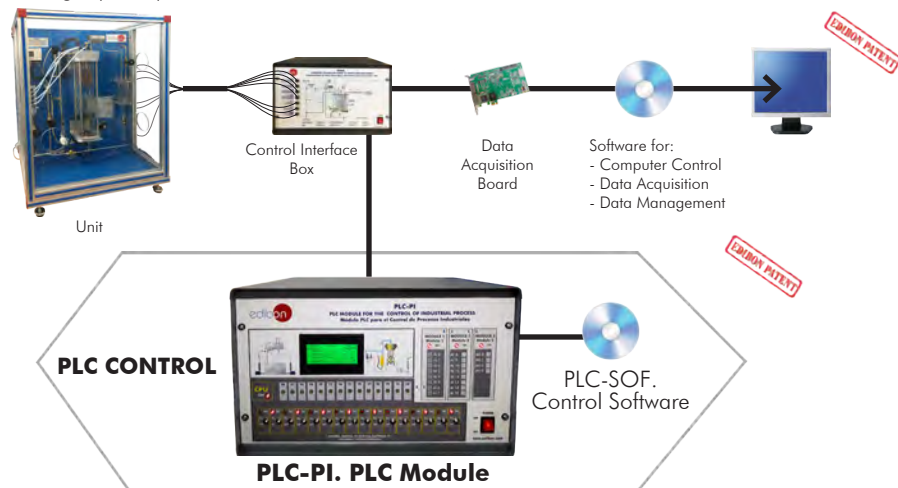 EDIBON PATENT
Control Interface
Box
Data
Acquisition
Board
Software for:
- Computer Control
- Data Acquisition
- Data Management
Unit
EDIBON PATENT
PLC CONTROL
edibon
PLC-PI
PLC MODULE FOR THE CONTROL OF INDUSTRIAL PROCESS
Módulo PLC para el Control de Procesos Industriales
CPU
PLC-SOF.
Control Software
PLC-PI. PLC Module